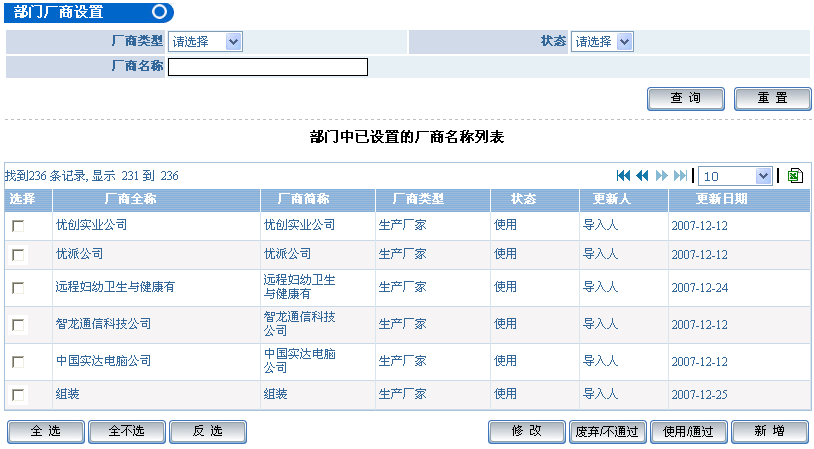 部门厂商设置
厂商类型 请选择 状态 请选择
厂商名称
查 询 重 置
部门中已设置的厂商名称列表
找到236 条记录, 显示 231 到 236 10
选择 厂商全称 厂商简称 厂商类型 状态 更新人 更新日期
忧创实业公司 忧创实业公司 生产厂家 使用 导入人 2007-12-12
忧派公司 忧派公司 生产厂家 使用 导入人 2007-12-12
远程妇幼卫生与健康有 远程妇幼卫生与健康有 生产厂家 使用 导入人 2007-12-24
智龙通信科技公司 智龙通信科技公司 生产厂家 使用 导入人 2007-12-12
中国实达电脑公司 中国实达电脑公司 生产厂家 使用 导入人 2007-12-12
组装 组装 生产厂家 使用 导入人 2007-12-25
全 选 全不选 反 选 修 改 废弃/不通过 使用/通过 新 增